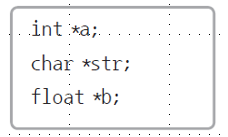 int *a;
char *str;
float *b;